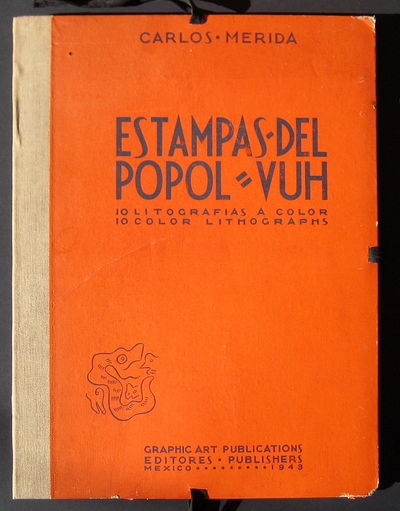 CARLOS · MERIDA
ESTAMPAS · DEL
POPOL = VUH
10 LITOGRAFIAS A COLOR
10 COLOR LITHOGRAPHS
GRAPHIC ART PUBLICATIONS
EDITORES · PUBLISHERS
MEXICO · · · · · · · · · 1943